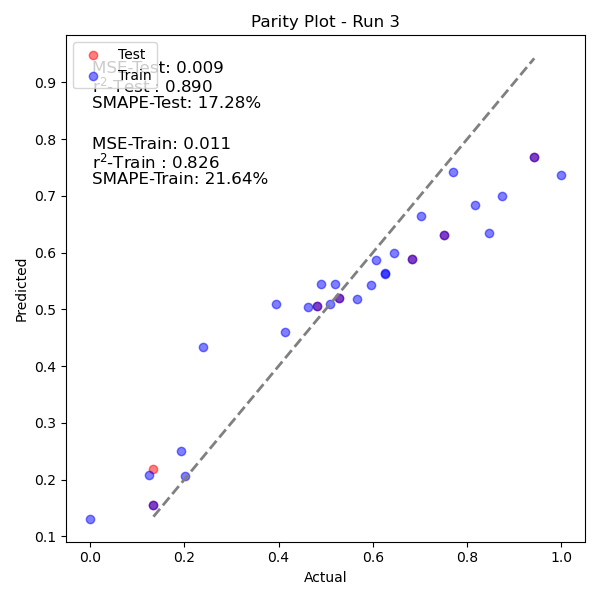 Parity Plot - Run 3
Test
Train
MSE-Test: 0.009
r²-Test : 0.890
SMAPE-Test: 17.28%
MSE-Train: 0.011
r²-Train : 0.826
SMAPE-Train: 21.64%
Predicted
0.9
0.8
0.7
0.6
0.5
0.4
0.3
0.2
0.1
0.0 0.2 0.4 0.6 0.8 1.0
Actual